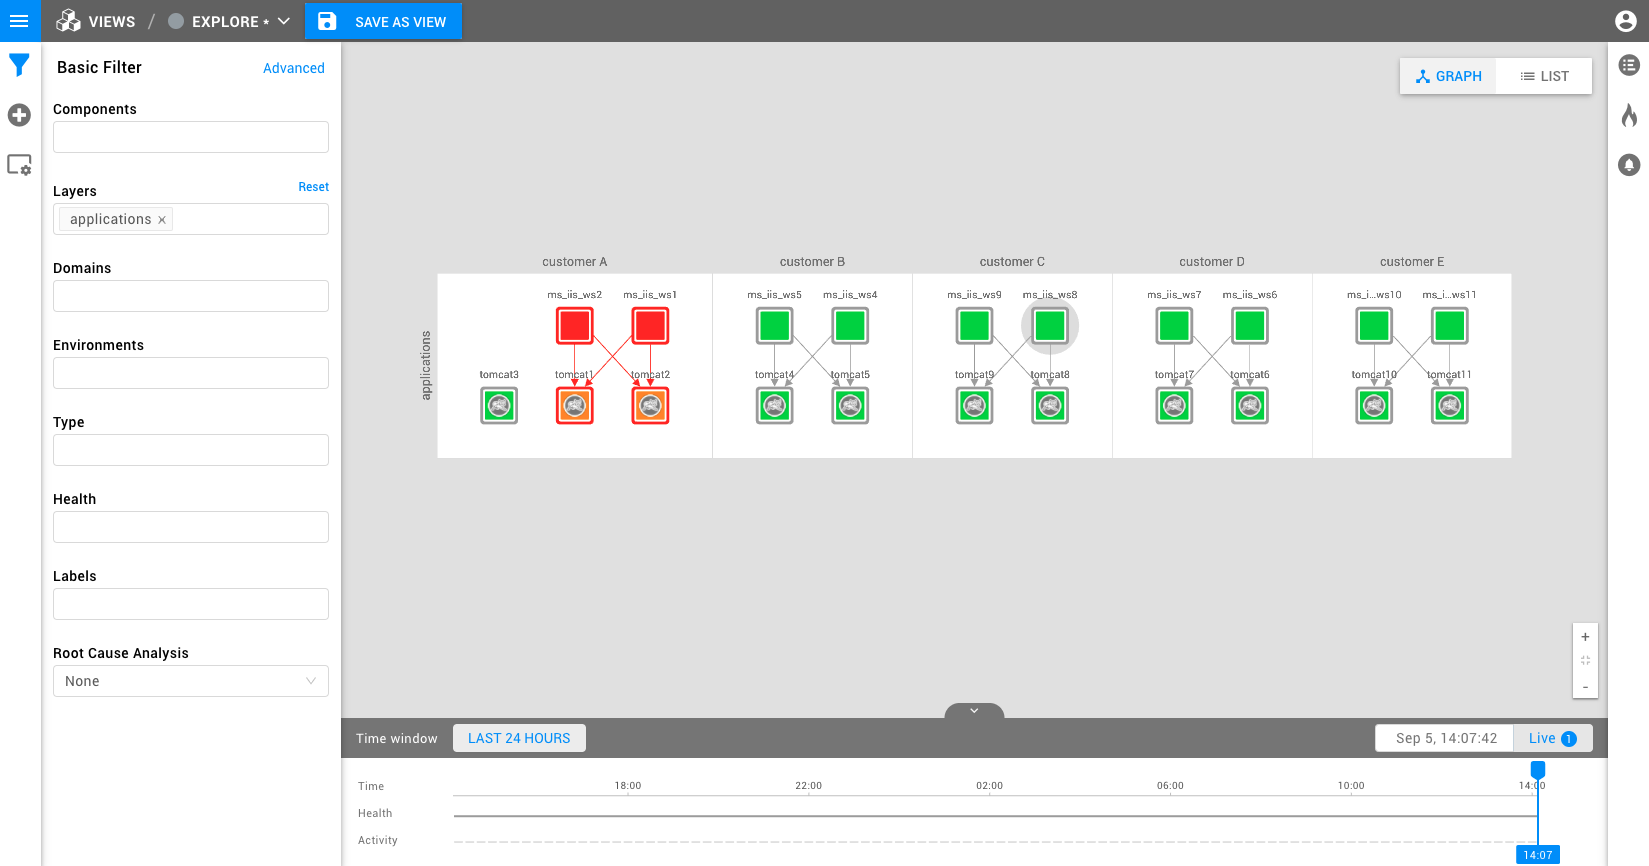 VIEWS / EXPLORE * SAVE AS VIEW
Basic Filter Advanced
Components
Layers Reset
applications ×
Domains
Environments
Type
Health
Labels
Root Cause Analysis
None
GRAPH LIST
customer A customer B customer C customer D customer E
applications
ms_iis_ws2 ms_iis_ws1 ms_iis_ws5 ms_iis_ws4 ms_iis_ws9 ms_iis_ws8 ms_iis_ws7 ms_iis_ws6 ms_i...ws10 ms_i...ws11
tomcat3 tomcat1 tomcat2 tomcat4 tomcat5 tomcat9 tomcat8 tomcat7 tomcat6 tomcat10 tomcat11
+
-
Time window LAST 24 HOURS Sep 5, 14:07:42 Live 1
Time 18:00 22:00 02:00 06:00 10:00 14:00
Health
Activity
14:07